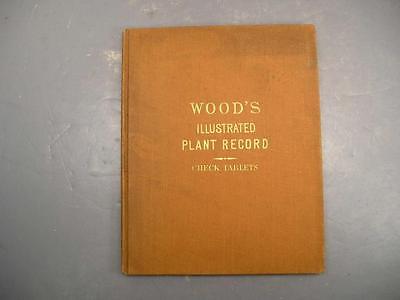 WOOD'S
ILLUSTRATED
PLANT RECORD
CHECK TABLETS